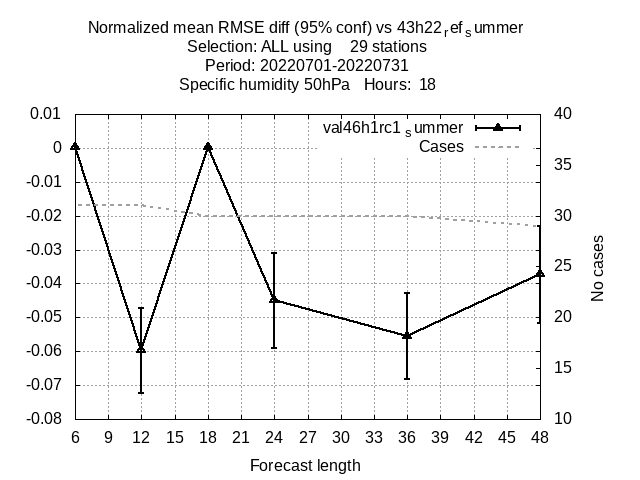 Normalized mean RMSE diff (95% conf) vs 43h22refsummer
Selection: ALL using 29 stations
Period: 20220701-20220731
Specific humidity 50hPa Hours: 18
val46h1rc1summer
Cases
0.01
0
-0.01
-0.02
-0.03
-0.04
-0.05
-0.06
-0.07
-0.08
40
35
30
25
20
15
10
No cases
6 9 12 15 18 21 24 27 30 33 36 39 42 45 48
Forecast length